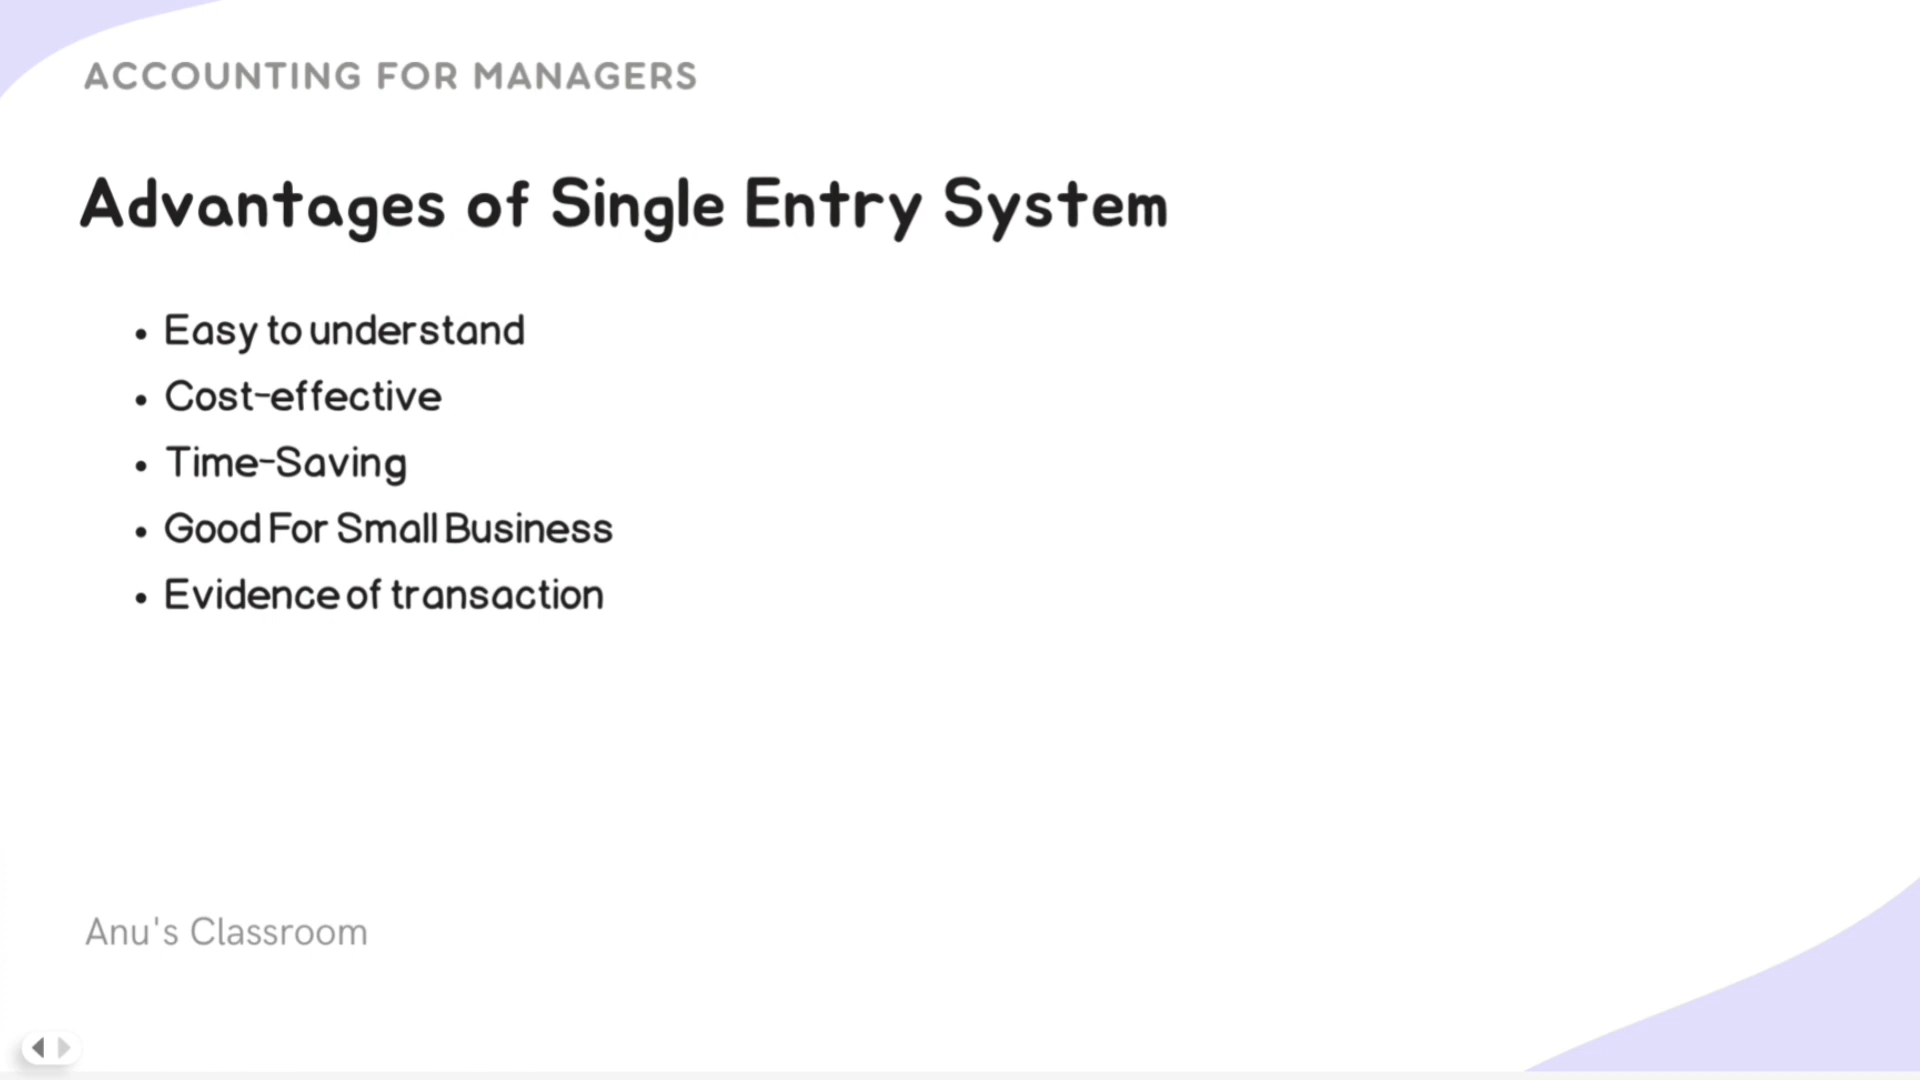 ACCOUNTING FOR MANAGERS
Advantages of Single Entry System
• Easy to understand
• Cost-effective
• Time-Saving
• Good For Small Business
• Evidence of transaction
Anu's Classroom